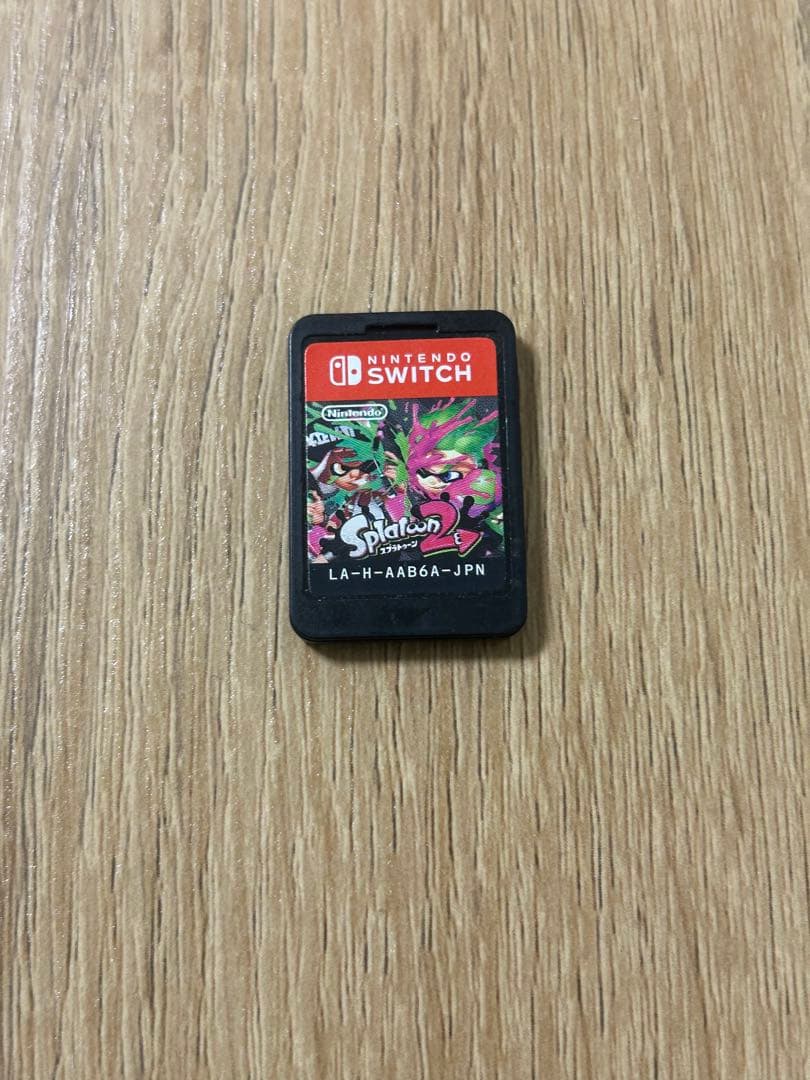 NINTENDO
SWITCH
Nintendo
Splatoon 2
スプラトゥーン
LA-H-AAB6A-JPN